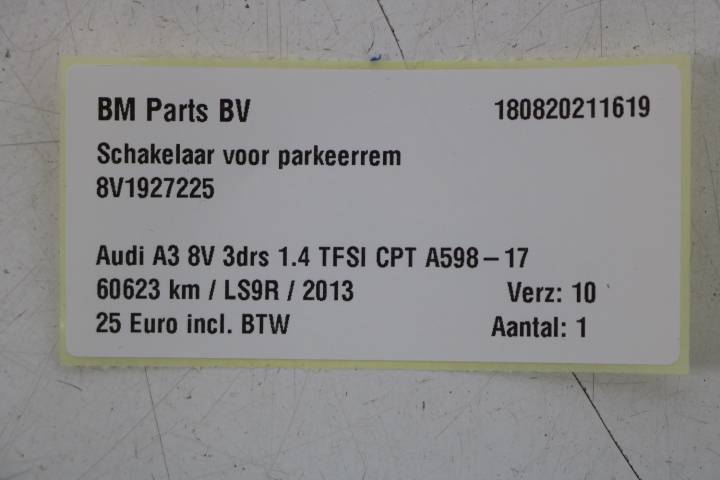 BM Parts BV 180820211619
Schakelaar voor parkeerrem
8V1927225
Audi A3 8V 3drs 1.4 TFSI CPT A598-17
60623 km / LS9R / 2013 Verz: 10
25 Euro incl. BTW Aantal: 1